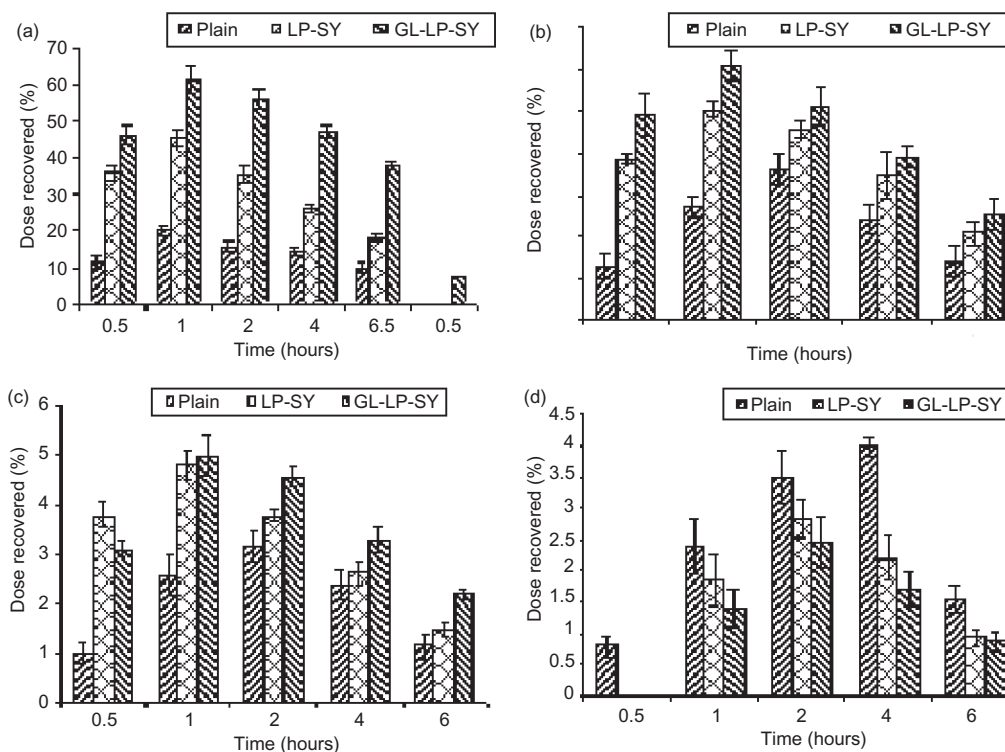 (a)
Plain LP-SY GL-LP-SY
70
60
50
40
30
20
10
0
Dose recovered (%)
0.5 1 2 4 6.5 0.5
Time (hours)
(b)
Plain LP-SY GL-LP-SY
Dose recovered (%)
Time (hours)
(c)
Plain LP-SY GL-LP-SY
6
5
4
3
2
1
0
Dose recovered (%)
0.5 1 2 4 6
Time (hours)
(d)
Plain LP-SY GL-LP-SY
4.5
4
3.5
3
2.5
1.5
1
0.5
0
Dose recovered (%)
0.5 1 2 4 6
Time (hours)